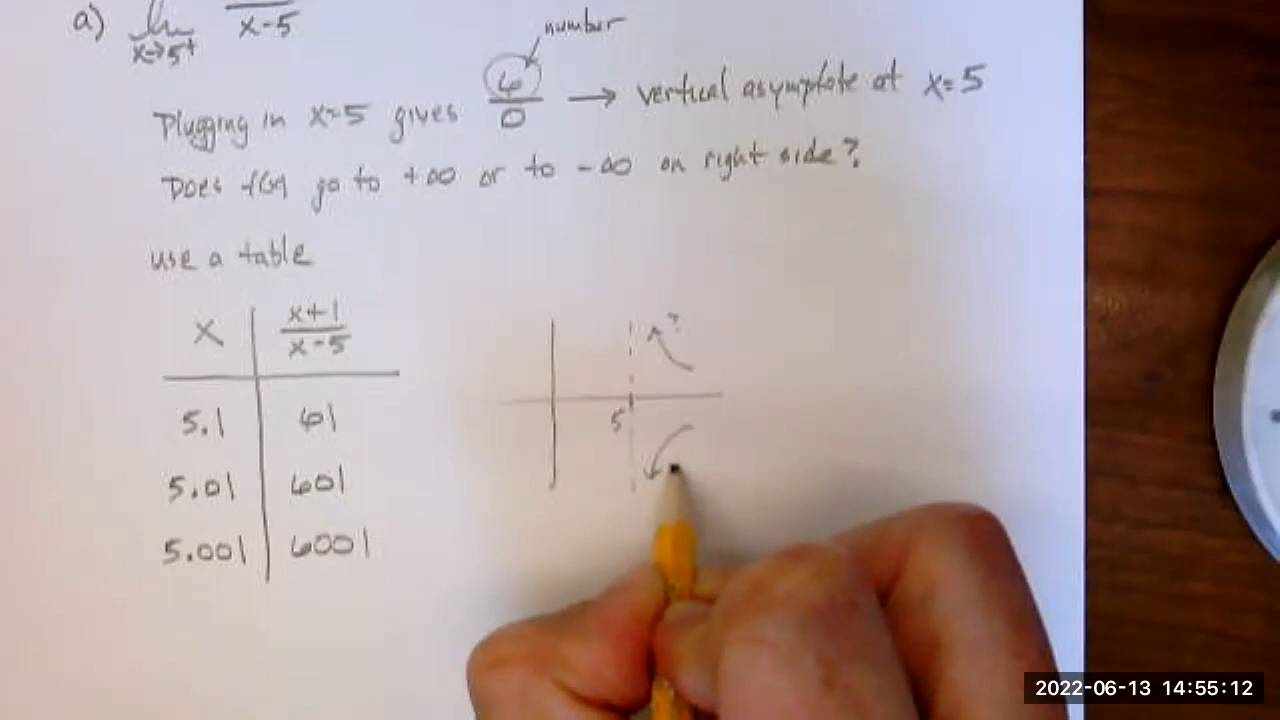 a) lim x→5+ x-5
number
Plugging in x=5 gives 6/0 → vertical asymptote at x=5
Does f(x) go to +∞ or to -∞ on right side?
use a table
x | x+1/x-5
5.1 | 61
5.01 | 601
5.001 | 6001
?
5
2022-06-13 14:55:12